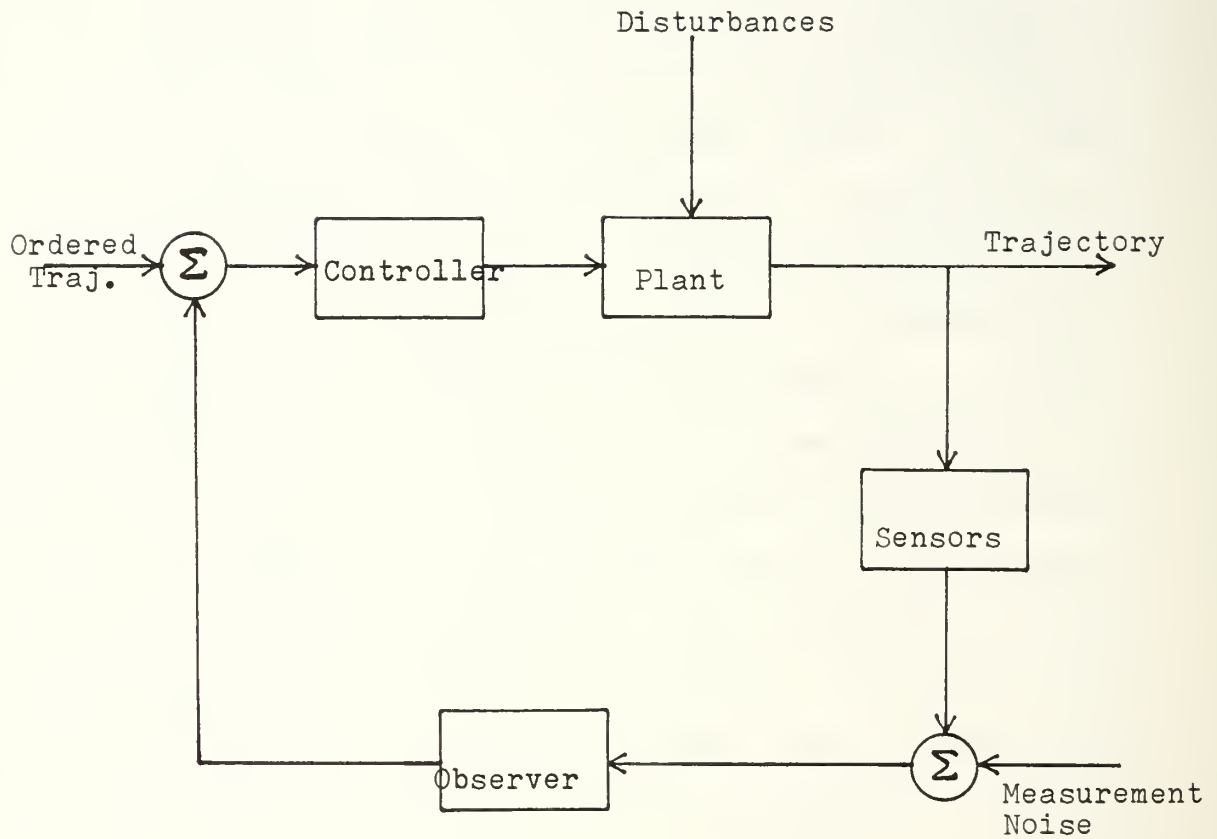 Disturbances
Ordered
Traj.
Σ
Controller
Plant
Trajectory
Sensors
Observer
Σ
Measurement
Noise